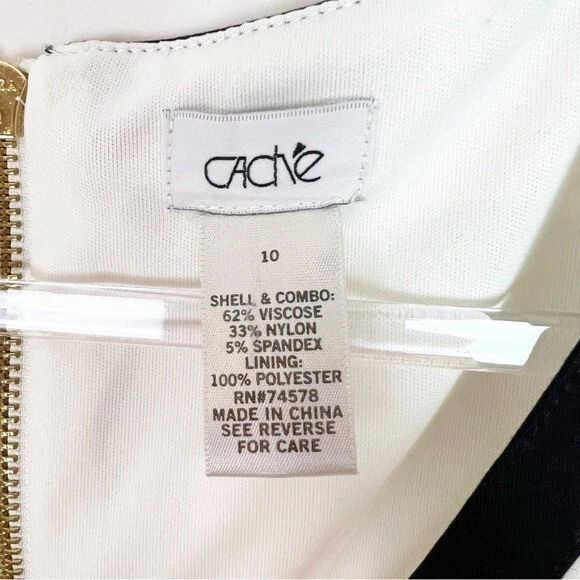 CAché
10
SHELL & COMBO:
62% VISCOSE
33% NYLON
5% SPANDEX
LINING:
100% POLYESTER
RN#74578
MADE IN CHINA
SEE REVERSE
FOR CARE